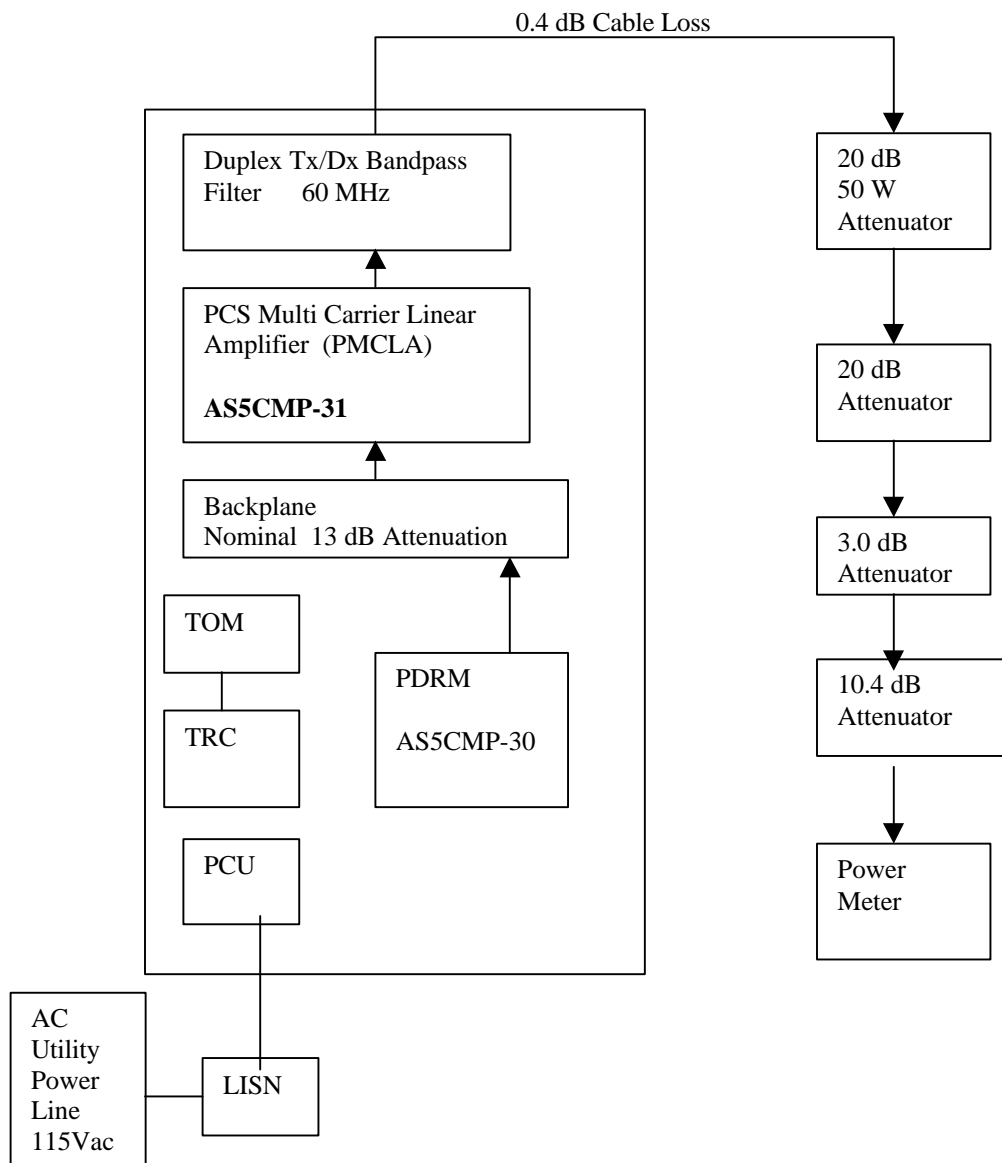 0.4 dB Cable Loss
Duplex Tx/Dx Bandpass
Filter 60 MHz
PCS Multi Carrier Linear
Amplifier (PMCLA)
AS5CMP-31
Backplane
Nominal 13 dB Attenuation
TOM
TRC
PDRM
AS5CMP-30
PCU
AC
Utility
Power
Line
115Vac
LISN
20 dB
50 W
Attenuator
20 dB
Attenuator
3.0 dB
Attenuator
10.4 dB
Attenuator
Power
Meter